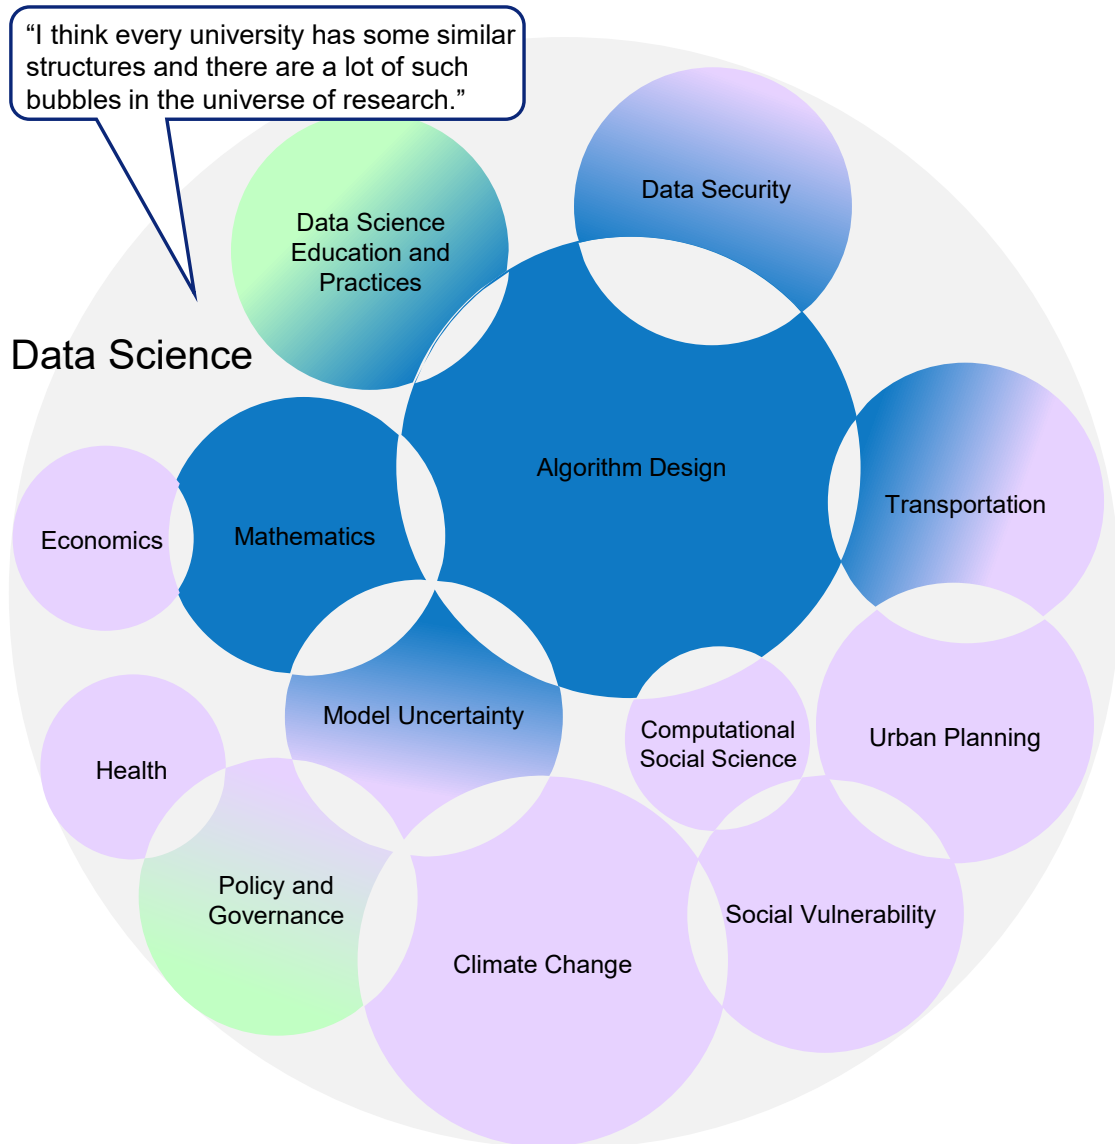 “I think every university has some similar
structures and there are a lot of such
bubbles in the universe of research.”
Data Security
Data Science
Education and
Practices
Data Science
Algorithm Design
Transportation
Economics
Mathematics
Model Uncertainty
Computational
Social Science
Urban Planning
Health
Policy and
Governance
Social Vulnerability
Climate Change